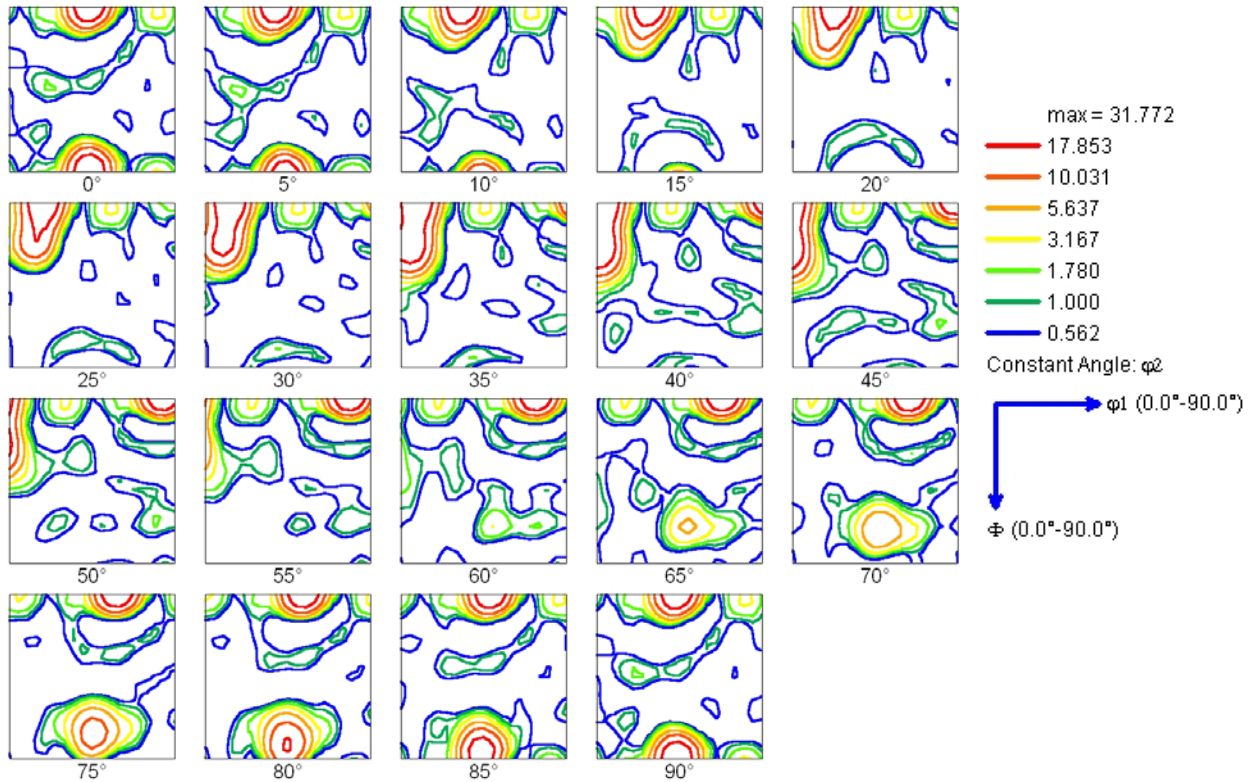 0° 5° 10° 15° 20°
max = 31.772
17.853
10.031
5.637
3.167
1.780
1.000
0.562
Constant Angle: φ2
φ1 (0.0°-90.0°)
Φ (0.0°-90.0°)
25° 30° 35° 40° 45°
50° 55° 60° 65° 70°
75° 80° 85° 90°